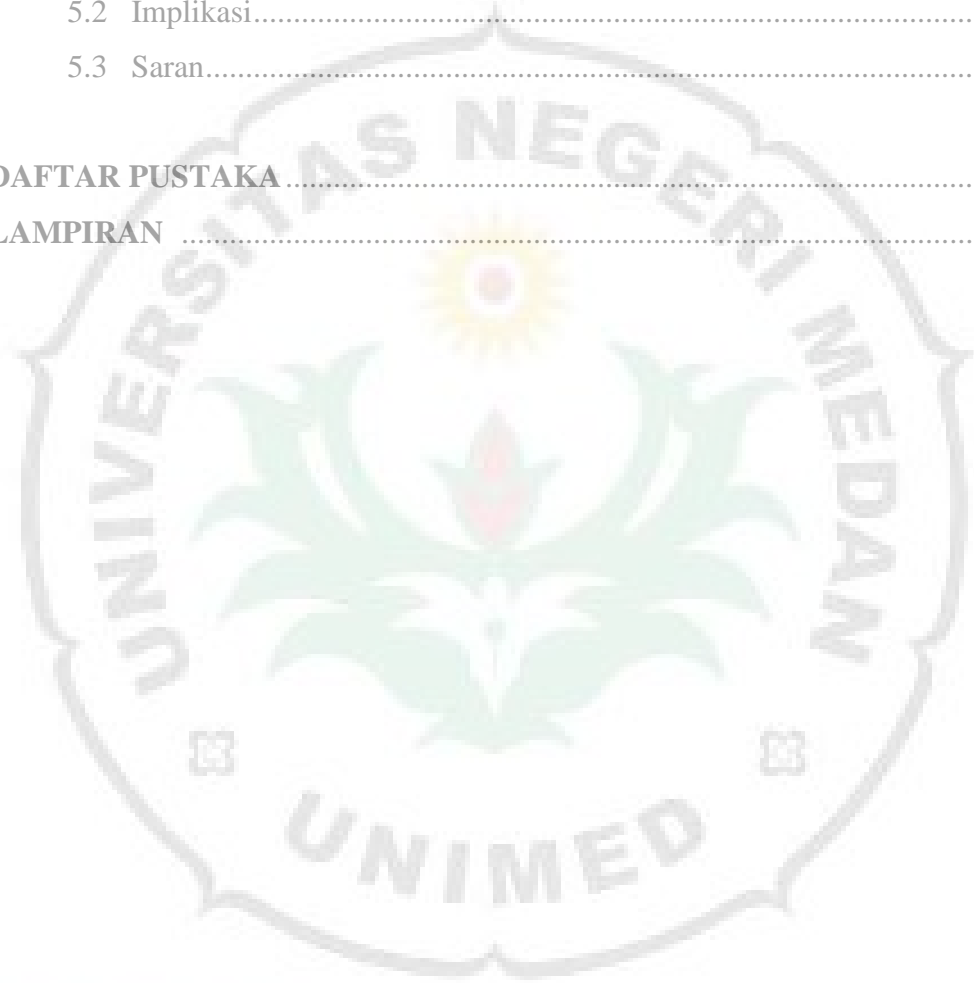 5.2 Implikasi................................................................................
5.3 Saran.....................................................................................
DAFTAR PUSTAKA.......................................................................
LAMPIRAN ..................................................................................
UNIVERSITAS NEGERI MEDAN
UNIMED